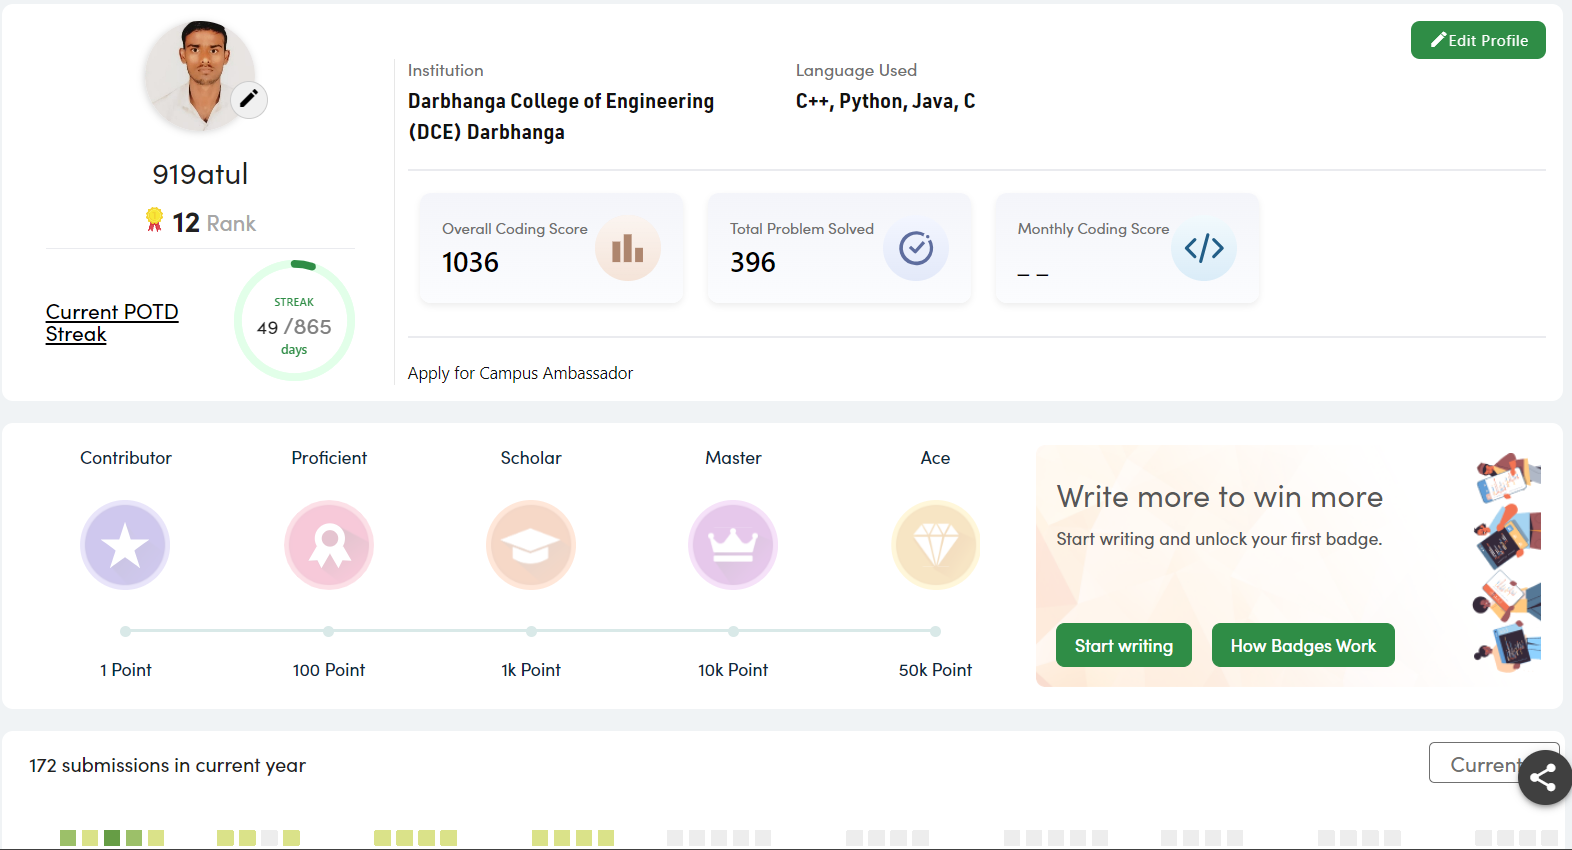 Edit Profile
919atul
12 Rank
Current POTD
Streak
STREAK
49 /865
days
Institution
Darbhanga College of Engineering
(DCE) Darbhanga
Language Used
C++, Python, Java, C
Overall Coding Score
1036
Total Problem Solved
396
Monthly Coding Score
_ _
Apply for Campus Ambassador
Contributor
Proficient
Scholar
Master
Ace
1 Point
100 Point
1k Point
10k Point
50k Point
Write more to win more
Start writing and unlock your first badge.
Start writing
How Badges Work
172 submissions in current year
Current